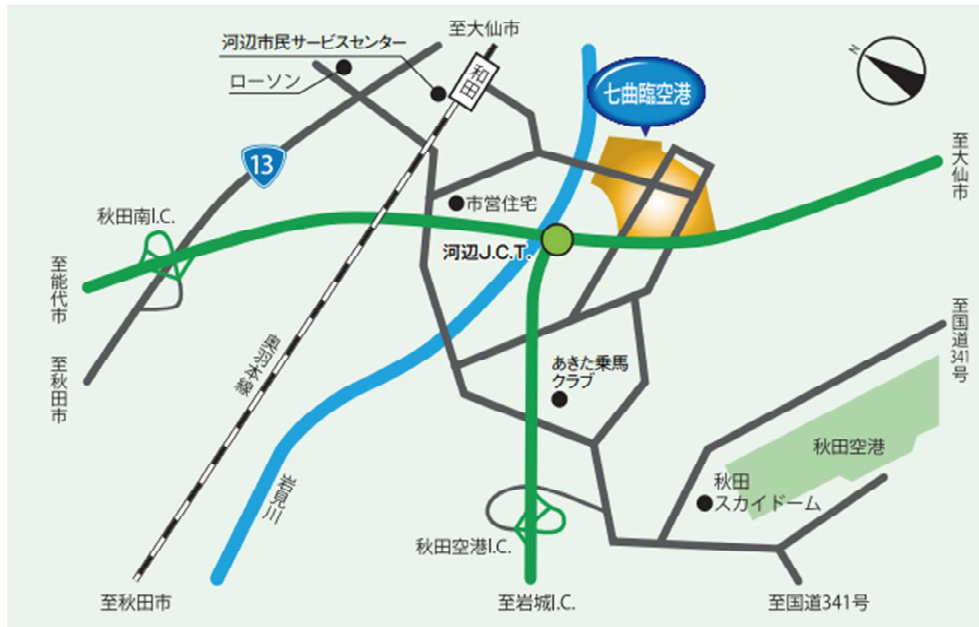 至大仙市
河辺市民サービスセンター
ローソン
和田
七曲臨空港
N
13
至大仙市
市営住宅
秋田南I.C.
河辺J.C.T.
至能代市
至国道341号
奥羽本線
至秋田市
あきた乗馬
クラブ
秋田空港
秋田
スカイドーム
岩見川
秋田空港I.C.
至秋田市
至岩城I.C.
至国道341号